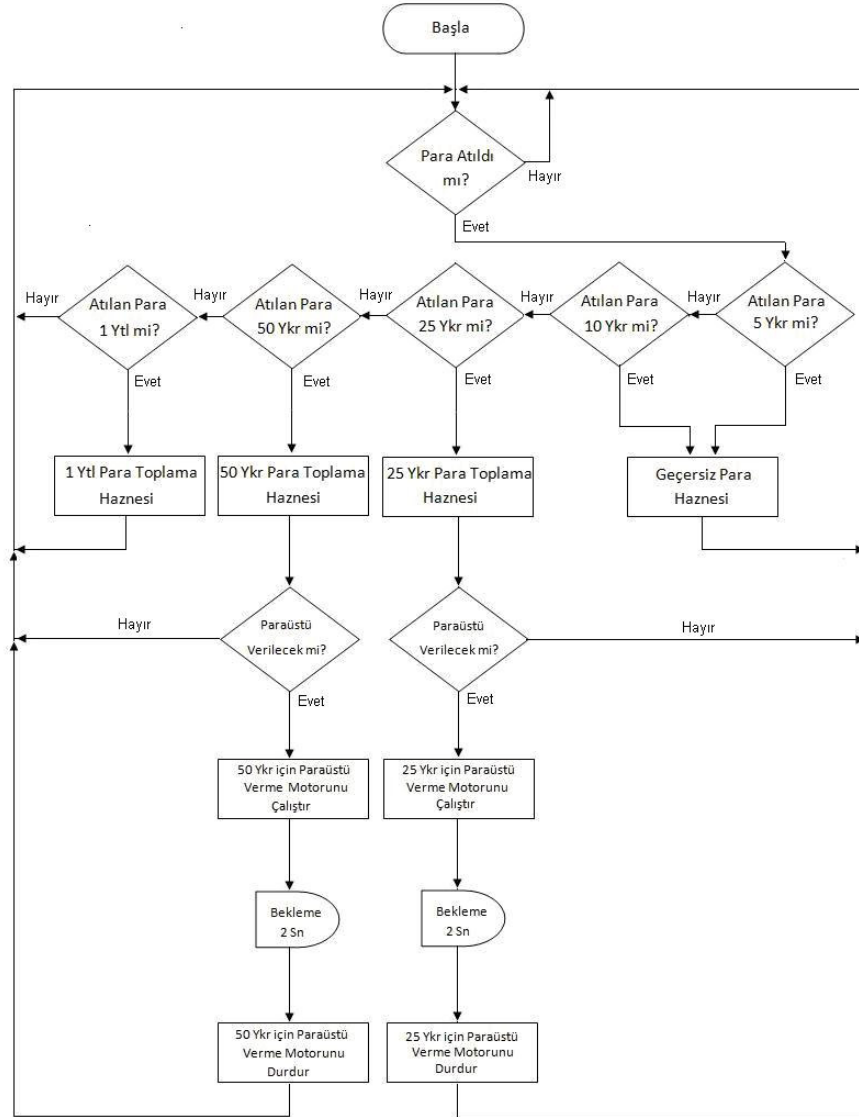 Başla
Para Atıldı
mı?
Hayır
Evet
Hayır
Atılan Para
1 Ytl mi?
Hayır
Atılan Para
50 Ykr mi?
Hayır
Atılan Para
25 Ykr mi?
Hayır
Atılan Para
10 Ykr mi?
Hayır
Atılan Para
5 Ykr mi?
Evet
Evet
Evet
Evet
Evet
1 Ytl Para Toplama
Haznesi
50 Ykr Para Toplama
Haznesi
25 Ykr Para Toplama
Haznesi
Geçersiz Para
Haznesi
Hayır
Paraüstü
Verilecek mi?
Paraüstü
Verilecek mi?
Hayır
Evet
Evet
50 Ykr için Paraüstü
Verme Motorunu
Çalıştır
25 Ykr için Paraüstü
Verme Motorunu
Çalıştır
Bekleme
2 Sn
Bekleme
2 Sn
50 Ykr için Paraüstü
Verme Motorunu
Durdur
25 Ykr için Paraüstü
Verme Motorunu
Durdur